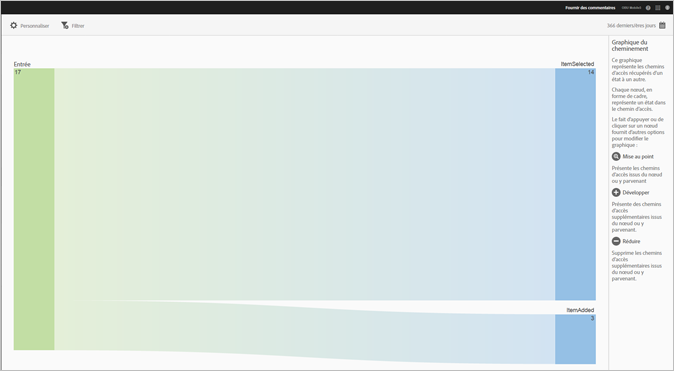 Fournir des commentaires
Personnaliser
Filtrer
366 derniers/ères jours
Entrée
17
ItemSelected
14
ItemAdded
3
Graphique du
cheminement
Ce graphique
représente les chemins
d'accès récupérés d'un
état à un autre.
Chaque nœud, en
forme de cadre,
représente un état dans
le chemin d'accès.
Le fait d'appuyer ou de
cliquer sur un nœud
fournit d'autres options
pour modifier le
graphique :
Mise au point
Présente les chemins
d'accès issus du nœud
ou y parvenant
Développer
Présente des chemins
d'accès
supplémentaires issus
du nœud ou y
parvenant.
Réduire
Supprime les chemins
d'accès
supplémentaires issus
du nœud ou y parvenant.